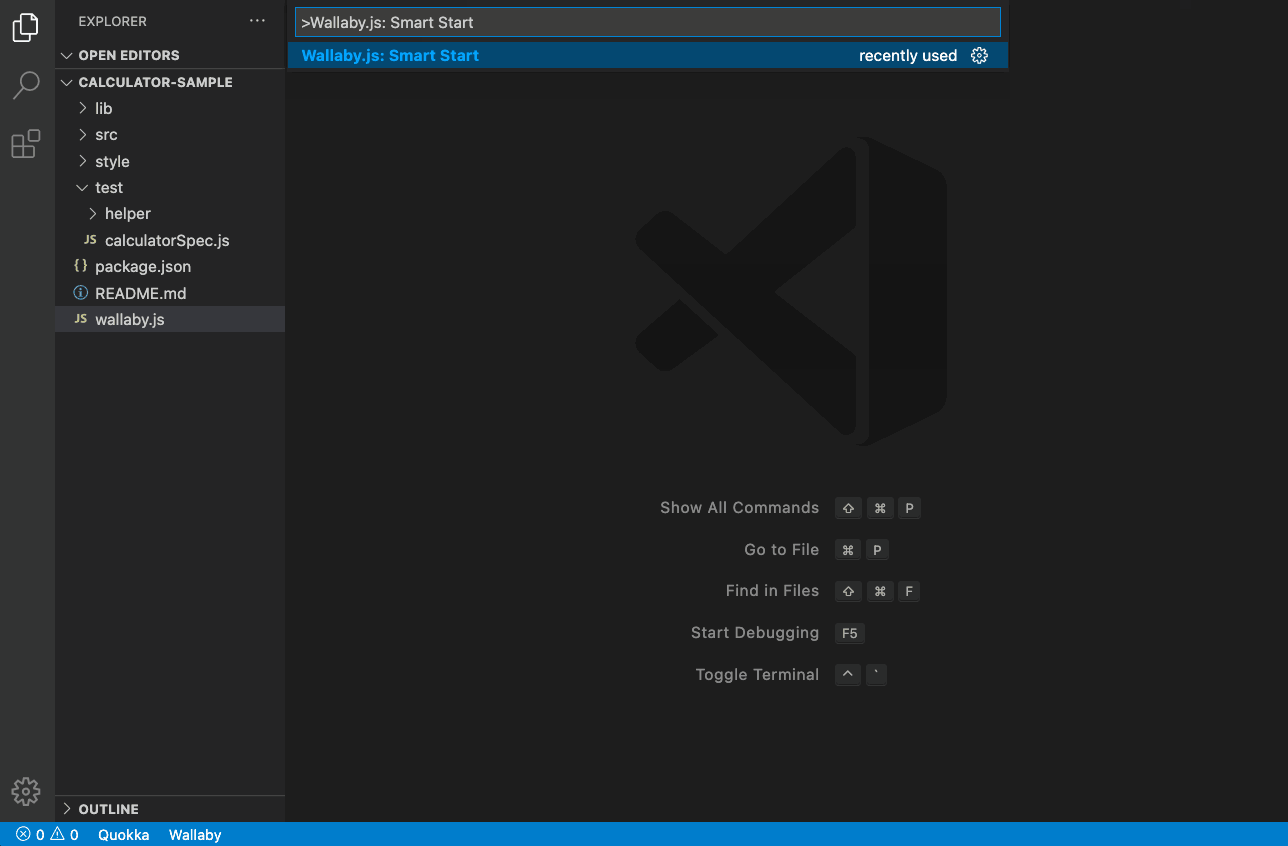 EXPLORER
OPEN EDITORS
CALCULATOR-SAMPLE
lib
src
style
test
helper
JS calculatorSpec.js
{} package.json
README.md
JS wallaby.js
OUTLINE
>Wallaby.js: Smart Start
Wallaby.js: Smart Start recently used
Show All Commands ⇧ ⌘ P
Go to File ⌘ P
Find in Files ⇧ ⌘ F
Start Debugging F5
Toggle Terminal ^ `
0 0 Quokka Wallaby